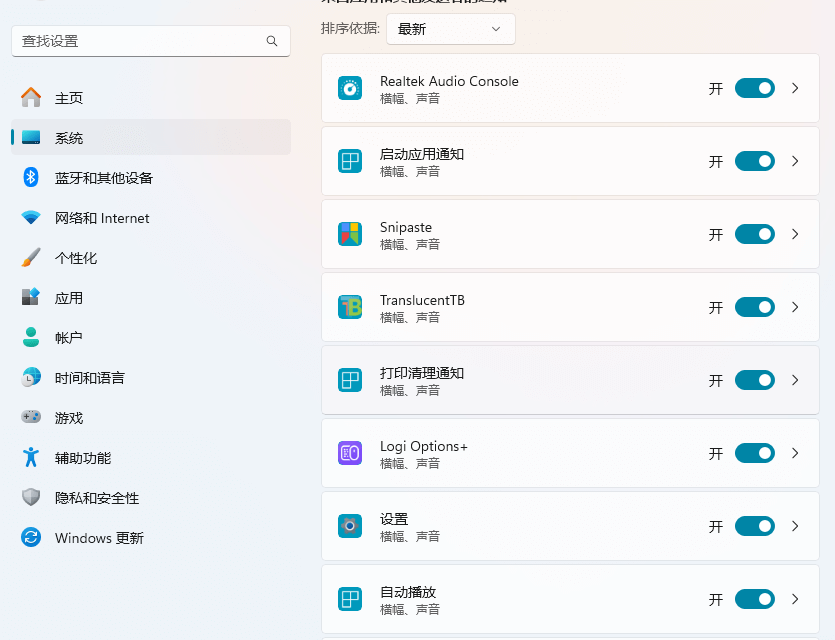 排序依据:
最新
查找设置
主页
系统
蓝牙和其他设备
网络和 Internet
个性化
应用
帐户
时间和语言
游戏
辅助功能
隐私和安全性
Windows 更新
Realtek Audio Console
横幅、声音
开
启动应用通知
横幅、声音
开
Snipaste
横幅、声音
开
TranslucentTB
横幅、声音
开
打印清理通知
横幅、声音
开
Logi Options+
横幅、声音
开
设置
横幅、声音
开
自动播放
横幅、声音
开